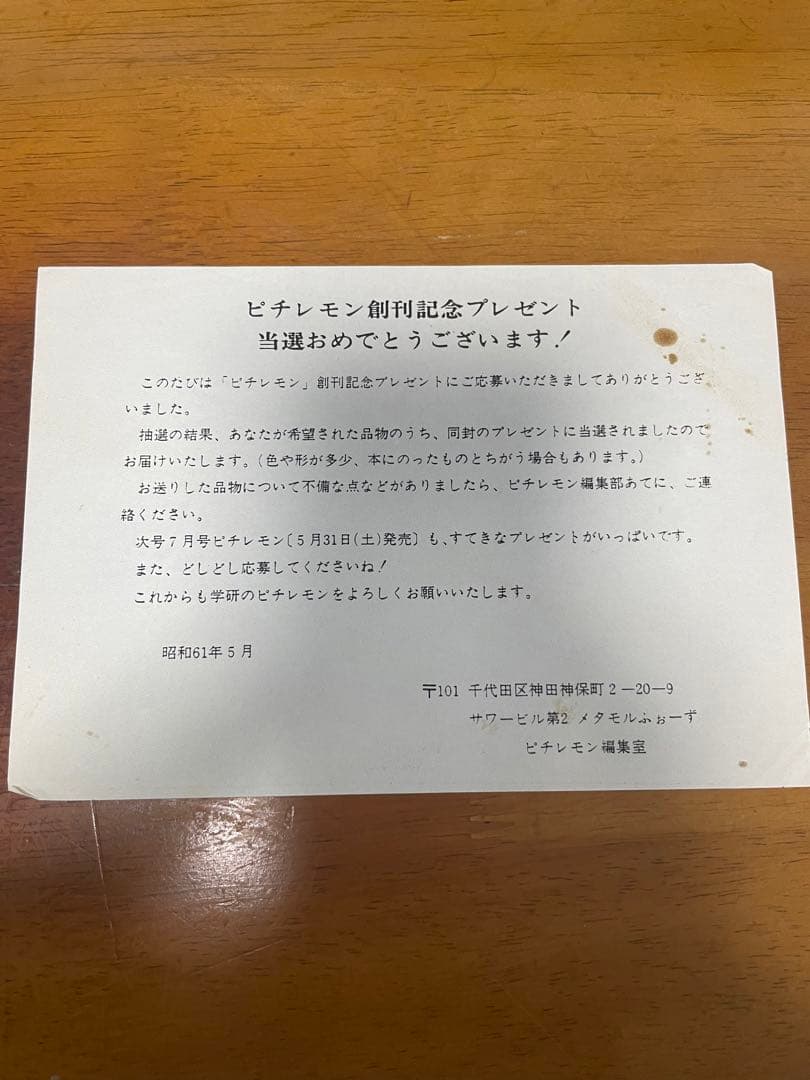 ピチレモン創刊記念プレゼント
当選おめでとうございます！
このたびは「ピチレモン」創刊記念プレゼントにご応募いただきましてありがとうござ
いました。
抽選の結果、あなたが希望された品物のうち、同封のプレゼントに当選されましたので
お届けいたします。（色や形が多少、本にのったものとちがう場合もあります。）
お送りした品物について不備な点などがありましたら、ピチレモン編集部あてに、ご連
絡ください。
次号７月号ピチレモン〔５月31日(土)発売〕も、すてきなプレゼントがいっぱいです。
また、どしどし応募してくださいね！
これからも学研のピチレモンをよろしくお願いいたします。
昭和61年５月
〒101 千代田区神田神保町２―20―9
サワービル第2 メタモルふぉーず
ピチレモン編集室